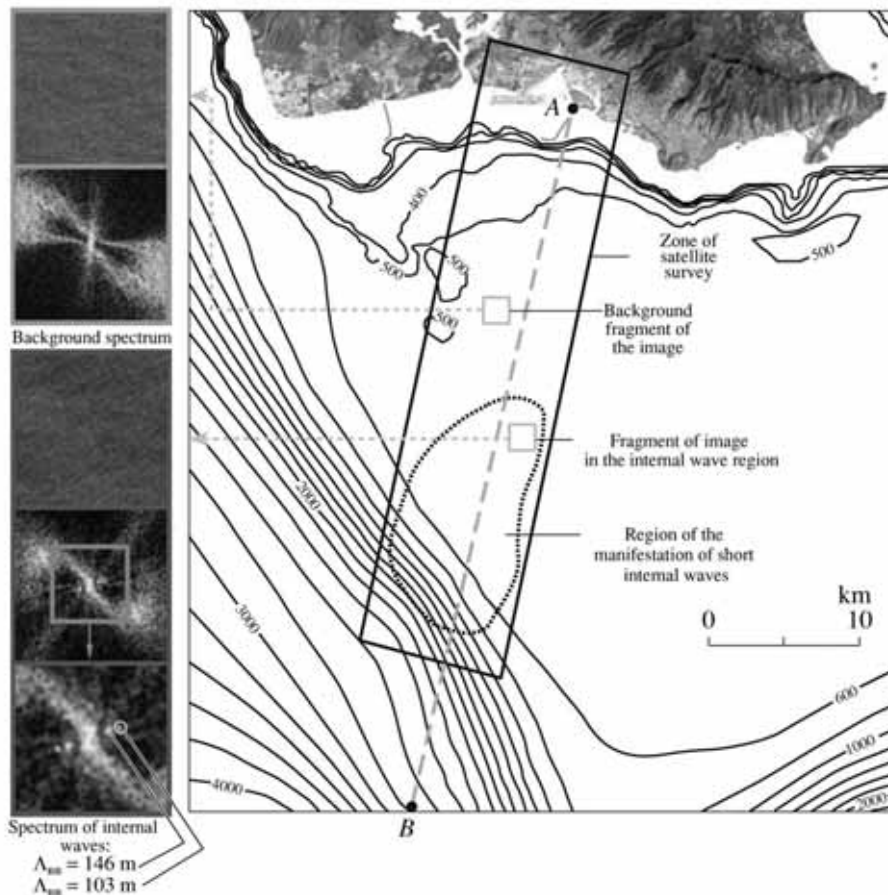 Background spectrum
Spectrum of internal
waves:
Λвв = 146 m
Λвв = 103 m
A
400
500
500
500
500
Zone of
satellite
survey
Background
fragment of
the image
Fragment of image
in the internal wave region
Region of the
manifestation of short
internal waves
km
0 10
2000
3000
4000
600
1000
2000
B